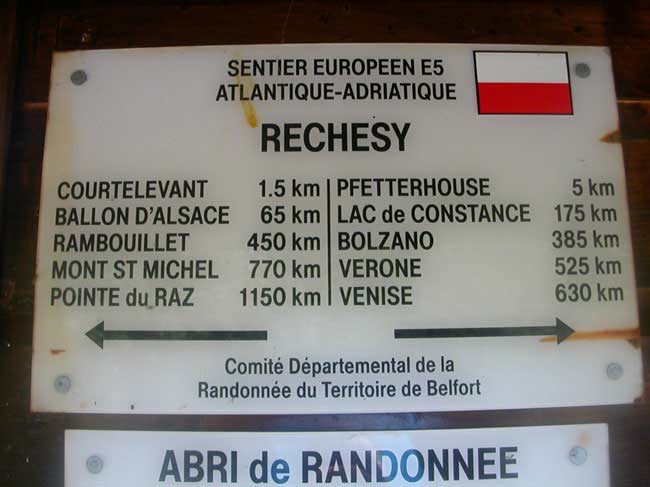 SENTIER EUROPEEN E5
ATLANTIQUE-ADRIATIQUE
RECHESY
COURTELEVANT 1.5 km | PFETTERHOUSE 5 km
BALLON D'ALSACE 65 km | LAC de CONSTANCE 175 km
RAMBOUILLET 450 km | BOLZANO 385 km
MONT ST MICHEL 770 km | VERONE 525 km
POINTE du RAZ 1150 km | VENISE 630 km
Comité Départemental de la
Randonnée du Territoire de Belfort
ABRI de RANDONNEE